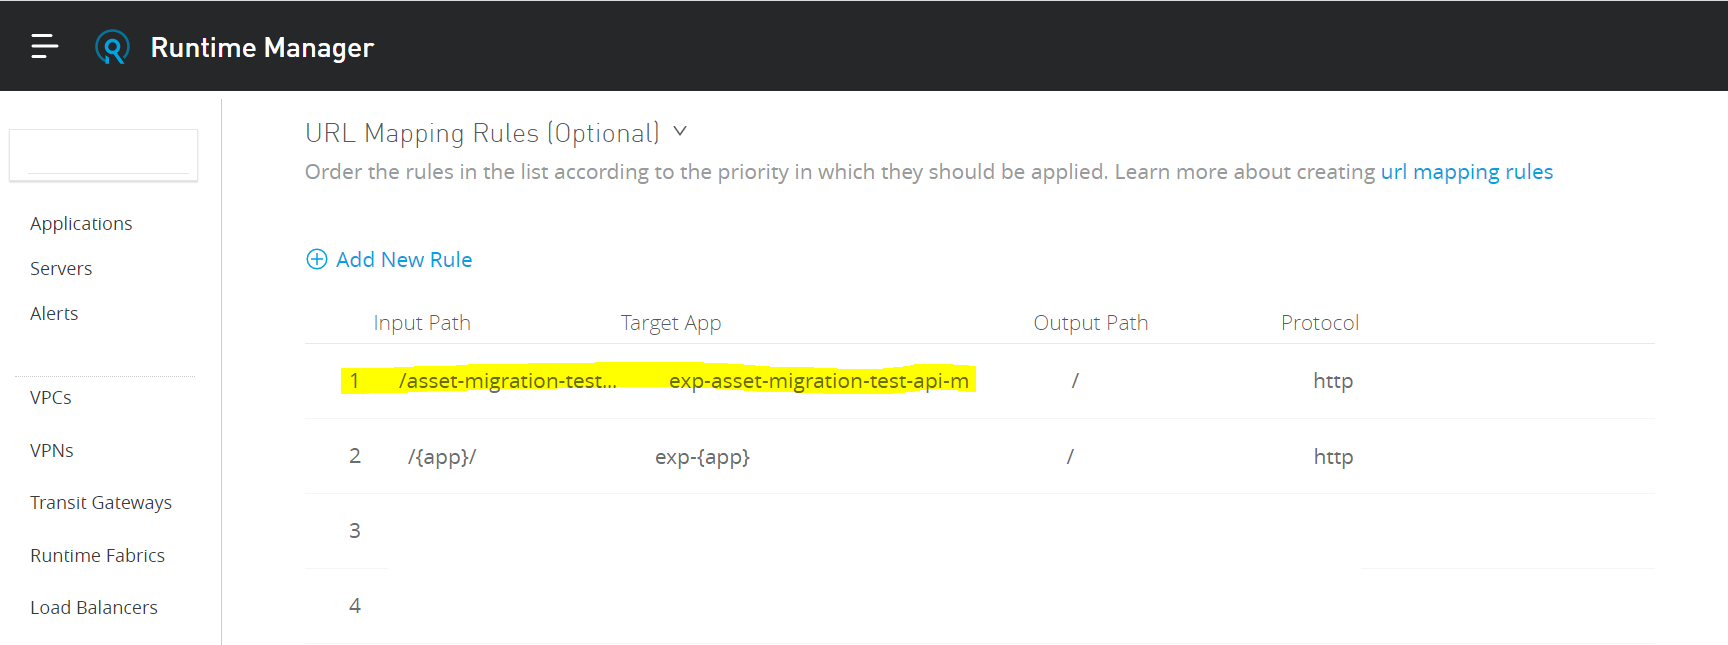 Runtime Manager
Applications
Servers
Alerts
VPCs
VPNs
Transit Gateways
Runtime Fabrics
Load Balancers
URL Mapping Rules (Optional)
Order the rules in the list according to the priority in which they should be applied. Learn more about creating url mapping rules
Add New Rule
Input Path Target App Output Path Protocol
1 /asset-migration-test... exp-asset-migration-test-api-m / http
2 /{app}/ exp-{app} / http
3
4